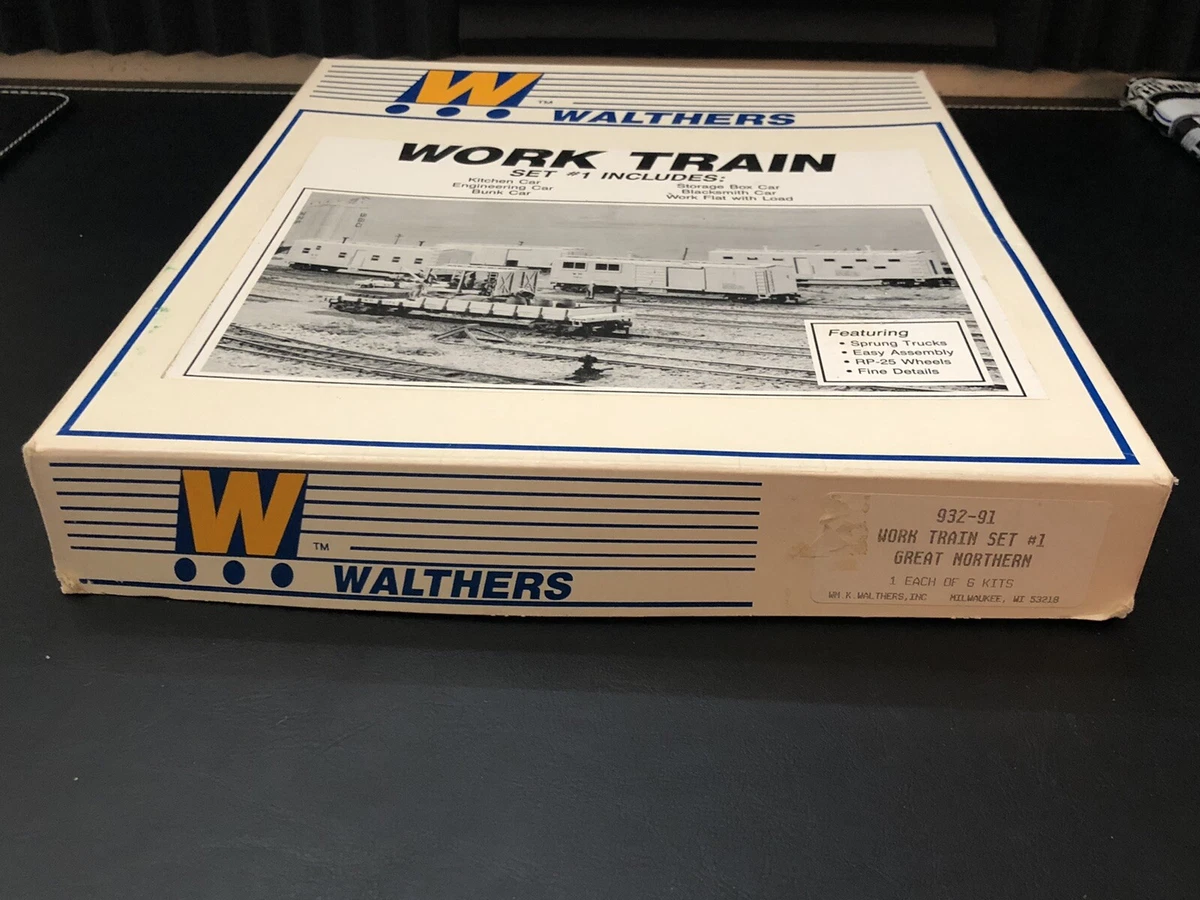 W
TM
WALTHERS
WORK TRAIN
SET #1 INCLUDES:
Kitchen Car
Engineering Car
Bunk Car
Storage Box Car
Blacksmith Car
Work Flat with Load
Featuring
• Sprung Trucks
• Easy Assembly
• RP-25 Wheels
• Fine Details
W
TM
WALTHERS
932-91
WORK TRAIN SET #1
GREAT NORTHERN
1 EACH OF 6 KITS
WM.K.WALTHERS,INC MILWAUKEE, WI 53218